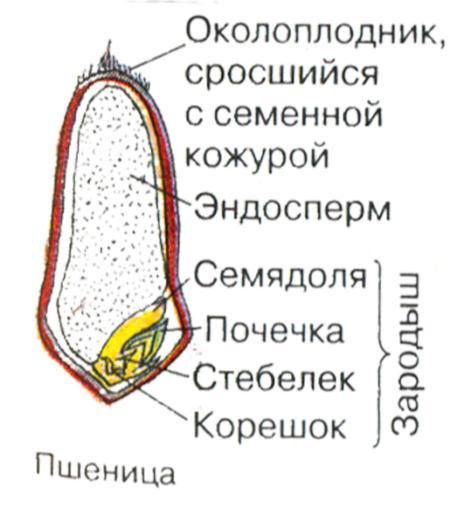 Околоплодник,
сросшийся
с семенной
кожурой
Эндосперм
Семядоля
Почечка
Стебелек
Корешок
Зародыш
Пшеница